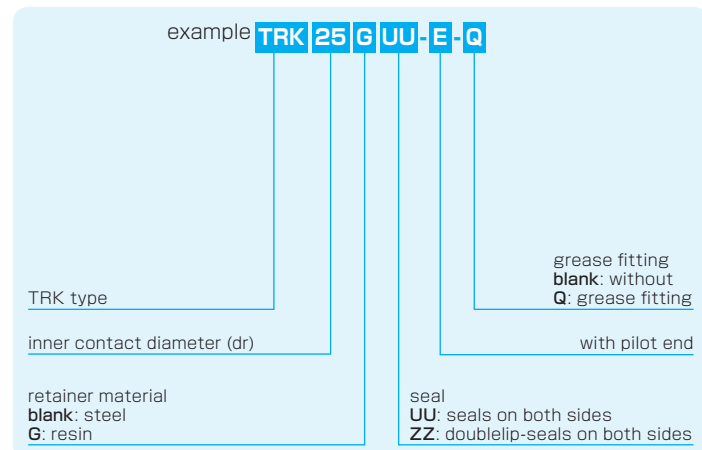 example TRK 25 G UU - E - Q
grease fitting
blank: without
Q: grease fitting
TRK type
inner contact diameter (dr)
with pilot end
retainer material
blank: steel
G: resin
seal
UU: seals on both sides
ZZ: doublelip-seals on both sides